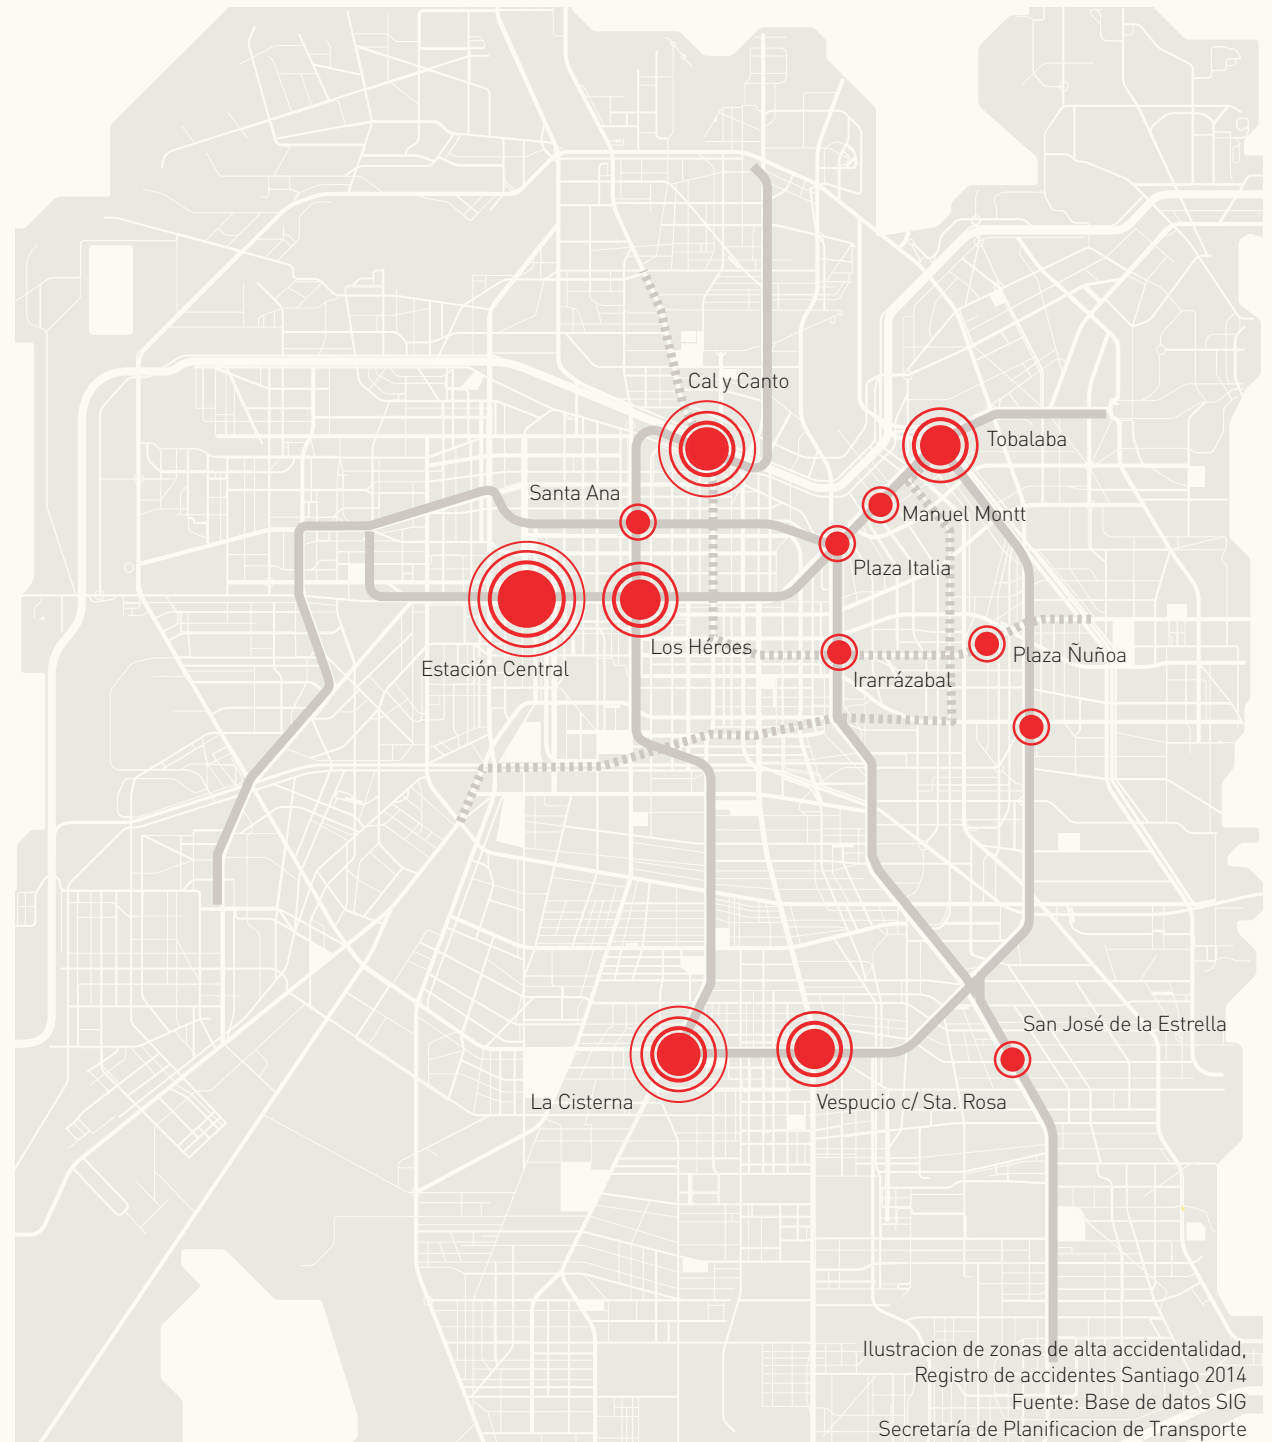 Cal y Canto
Tobalaba
Santa Ana
Manuel Montt
Plaza Italia
Los Héroes
Plaza Ñuñoa
Estación Central
Irarrázabal
San José de la Estrella
La Cisterna
Vespucio c/ Sta. Rosa
Ilustracion de zonas de alta accidentalidad,
Registro de accidentes Santiago 2014
Fuente: Base de datos SIG
Secretaría de Planificacion de Transporte